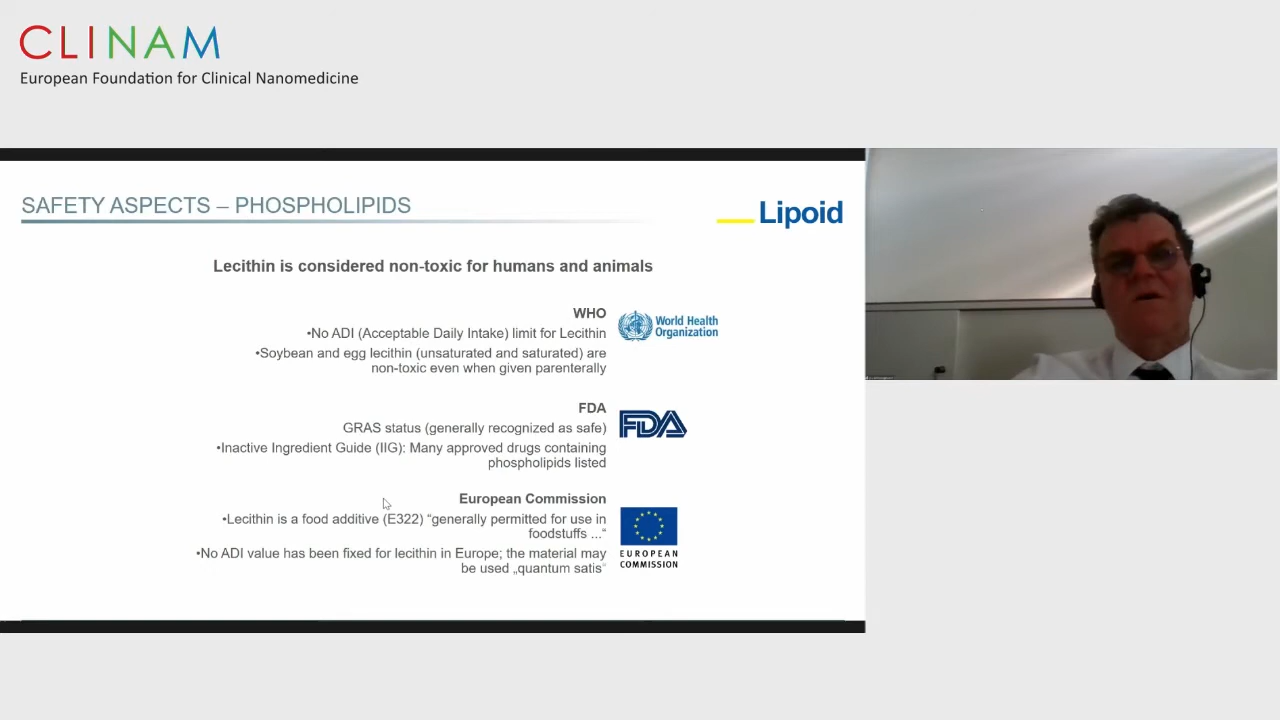 CLINAM
European Foundation for Clinical Nanomedicine
SAFETY ASPECTS – PHOSPHOLIPIDS
Lipoid
Lecithin is considered non-toxic for humans and animals
WHO
•No ADI (Acceptable Daily Intake) limit for Lecithin
•Soybean and egg lecithin (unsaturated and saturated) are
non-toxic even when given parenterally
World Health
Organization
FDA
GRAS status (generally recognized as safe)
•Inactive Ingredient Guide (IIG): Many approved drugs containing
phospholipids listed
FDA
European Commission
•Lecithin is a food additive (E322) “generally permitted for use in
foodstuffs ...“
•No ADI value has been fixed for lecithin in Europe; the material may
be used „quantum satis“
EUROPEAN
COMMISSION